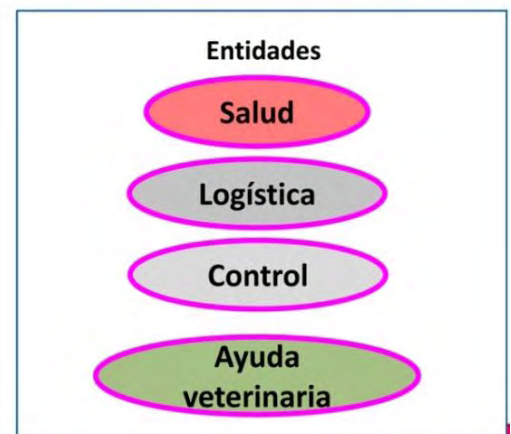 Entidades
Salud
Logística
Control
Ayuda
veterinaria